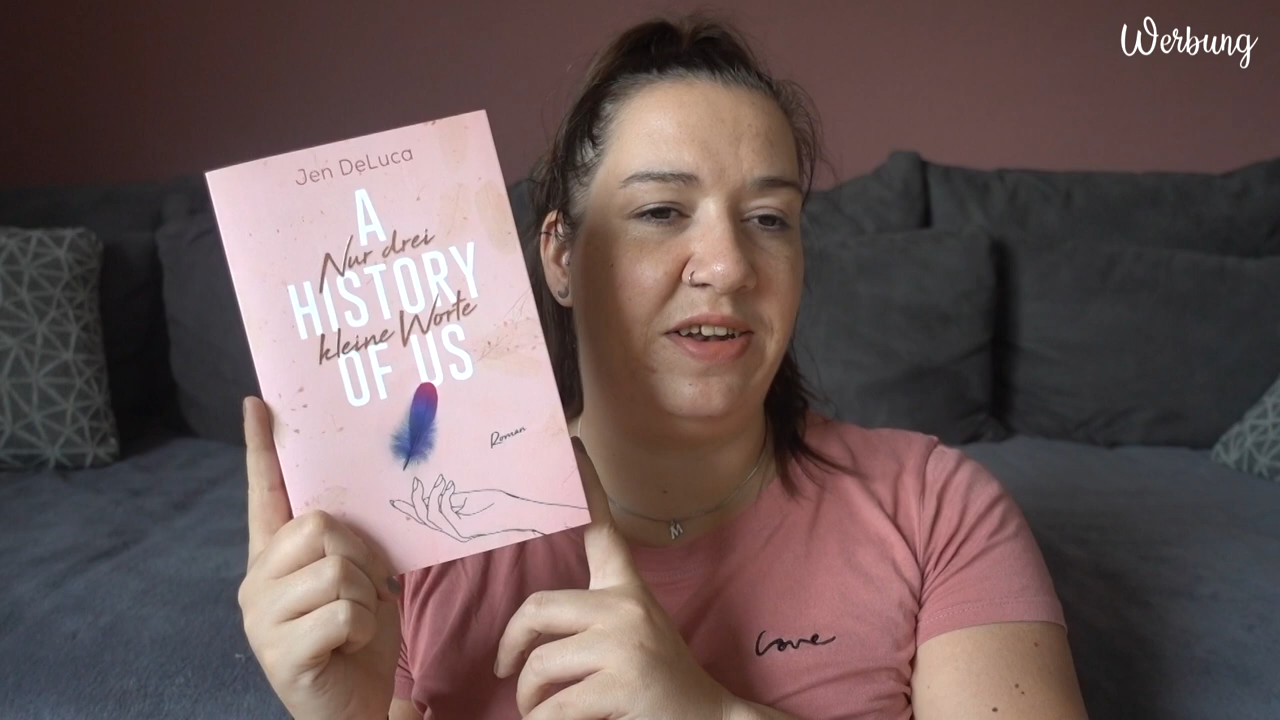 Werbung
Jen DeLuca
A
Nur drei
HISTORY
kleine Worte
OF US
Roman
M
Love